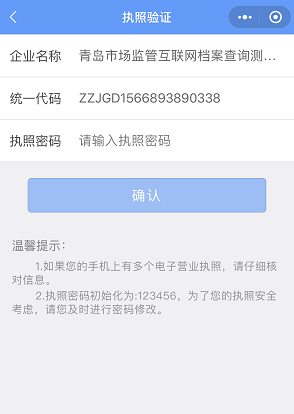 执照验证
企业名称 青岛市场监管互联网档案查询测...
统一代码 ZZJGD1566893890338
执照密码 请输入执照密码
确认
温馨提示：
1.如果您的手机上有多个电子营业执照，请仔细核
对信息。
2.执照密码初始化为:123456，为了您的执照安全
考虑，请您及时进行密码修改。